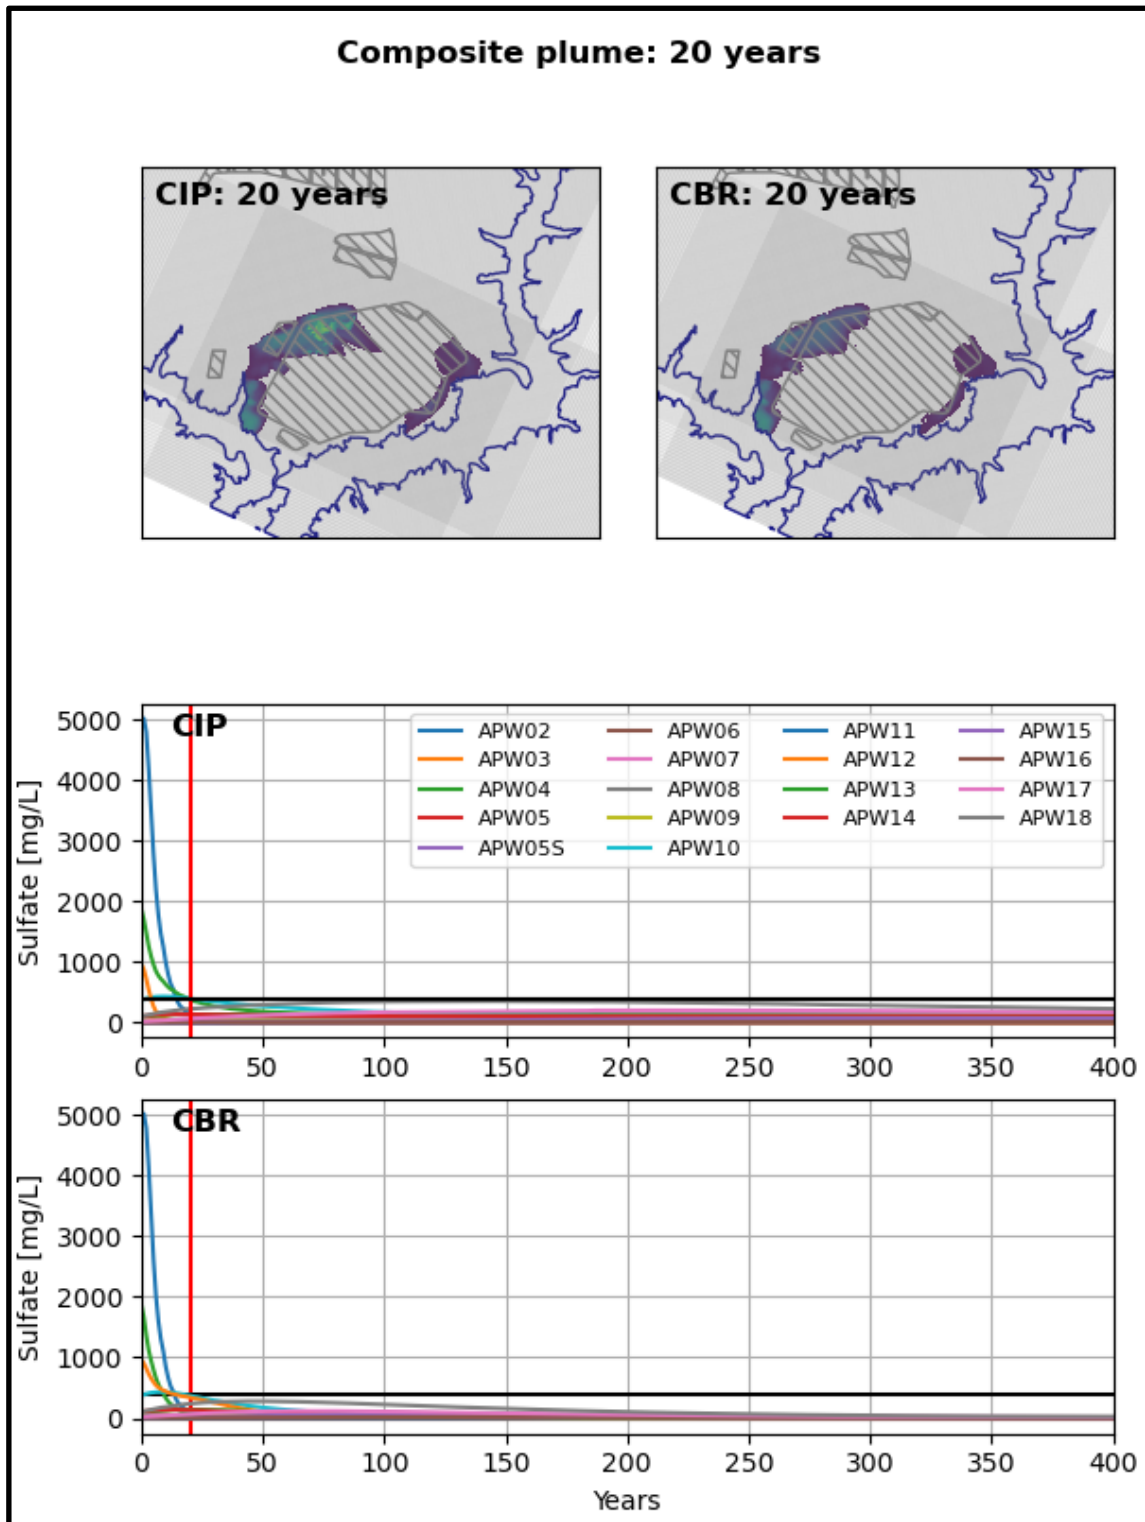 Composite plume: 20 years
CIP: 20 years
CBR: 20 years
CIP
APW02 APW06 APW11 APW15
APW03 APW07 APW12 APW16
APW04 APW08 APW13 APW17
APW05 APW09 APW14 APW18
APW05S APW10
5000
4000
3000
2000
1000
0
Sulfate [mg/L]
0 50 100 150 200 250 300 350 400
CBR
5000
4000
3000
2000
1000
0
Sulfate [mg/L]
0 50 100 150 200 250 300 350 400
Years